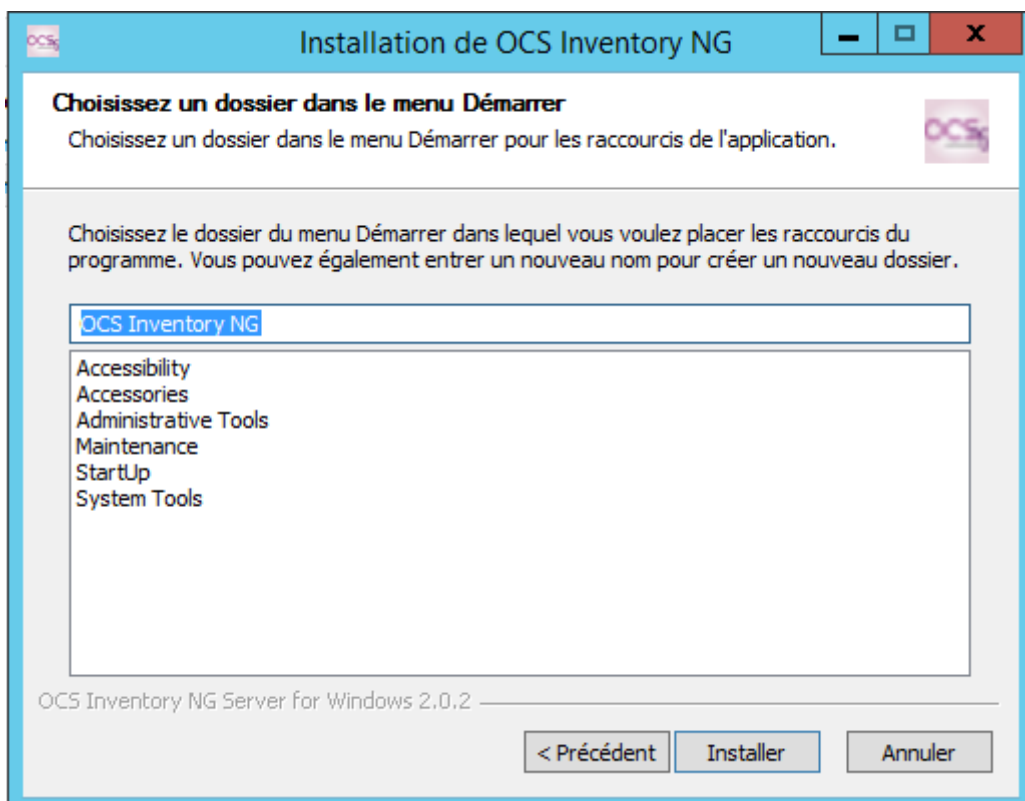 OCSng
Installation de OCS Inventory NG
Choisissez un dossier dans le menu Démarrer
Choisissez un dossier dans le menu Démarrer pour les raccourcis de l'application.
OCSng
Choisissez le dossier du menu Démarrer dans lequel vous voulez placer les raccourcis du
programme. Vous pouvez également entrer un nouveau nom pour créer un nouveau dossier.
OCS Inventory NG
Accessibility
Accessories
Administrative Tools
Maintenance
StartUp
System Tools
OCS Inventory NG Server for Windows 2.0.2
< Précédent
Installer
Annuler